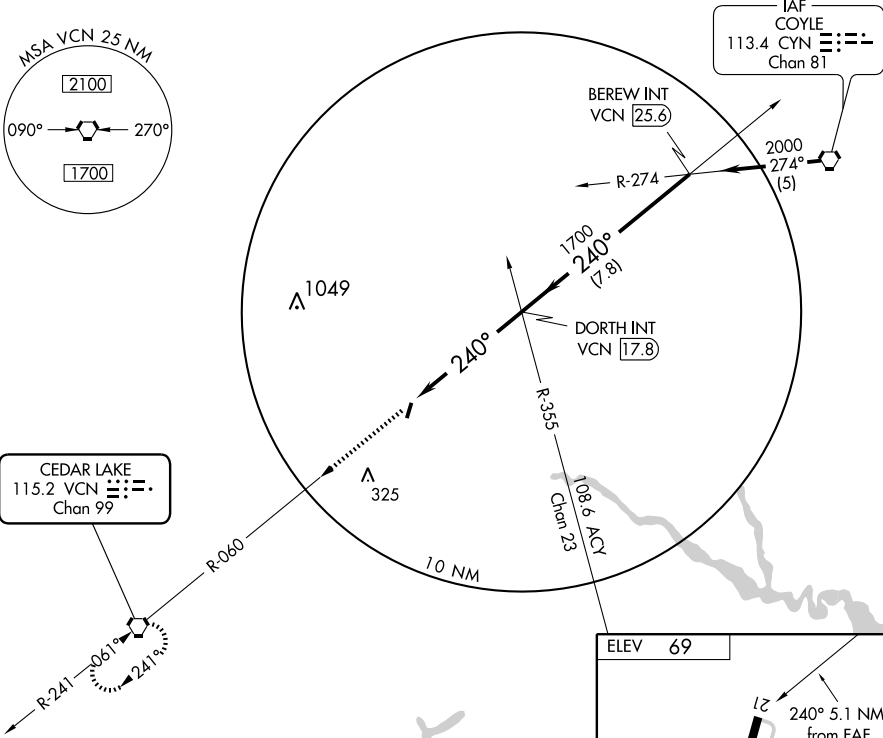 MSA VCN 25 NM
2100
090°
270°
1700
IAF
COYLE
113.4 CYN
Chan 81
BEREW INT
VCN 25.6
2000
274°
(5)
R-274
1700
240°
(7.8)
1049
DORTH INT
VCN 17.8
240°
R-355
325
108.6 ACY
Chan 23
CEDAR LAKE
115.2 VCN
Chan 99
R-060
10 NM
061°
241°
R-241
ELEV 69
21
240° 5.1 NM
from FAF